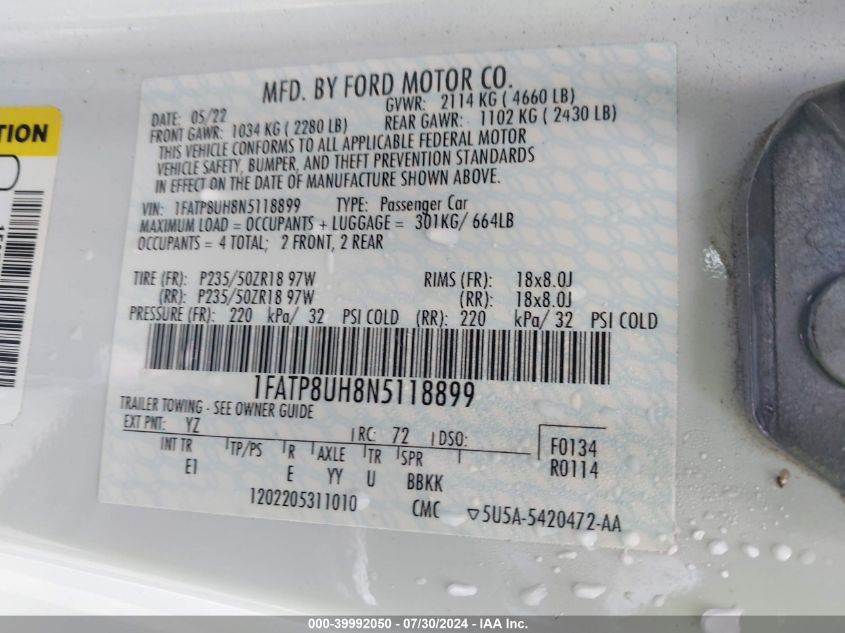 MFD. BY FORD MOTOR CO.
DATE: 05/22 GVWR: 2114 KG ( 4660 LB)
FRONT GAWR: 1034 KG ( 2280 LB) REAR GAWR: 1102 KG ( 2430 LB)
THIS VEHICLE CONFORMS TO ALL APPLICABLE FEDERAL MOTOR
VEHICLE SAFETY, BUMPER, AND THEFT PREVENTION STANDARDS
IN EFFECT ON THE DATE OF MANUFACTURE SHOWN ABOVE.
VIN: 1FATP8UH8N5118899 TYPE: Passenger Car
MAXIMUM LOAD = OCCUPANTS + LUGGAGE = 301KG/ 664LB
OCCUPANTS = 4 TOTAL; 2 FRONT, 2 REAR
TIRE (FR): P235/50ZR18 97W RIMS (FR): 18x8.0J
(RR): P235/50ZR18 97W (RR): 18x8.0J
PRESSURE (FR): 220 kPa/ 32 PSI COLD (RR): 220 kPa/ 32 PSI COLD
1FATP8UH8N5118899
TRAILER TOWING - SEE OWNER GUIDE
EXT PNT: YZ RC: 72 DSO:
INT TR TP/PS R AXLE TR SPR
E1 E YY U BBKK
F0134
R0114
1202205311010 CMC ▽5U5A-5420472-AA
TION
000-39992050 - 07/30/2024 - IAA Inc.